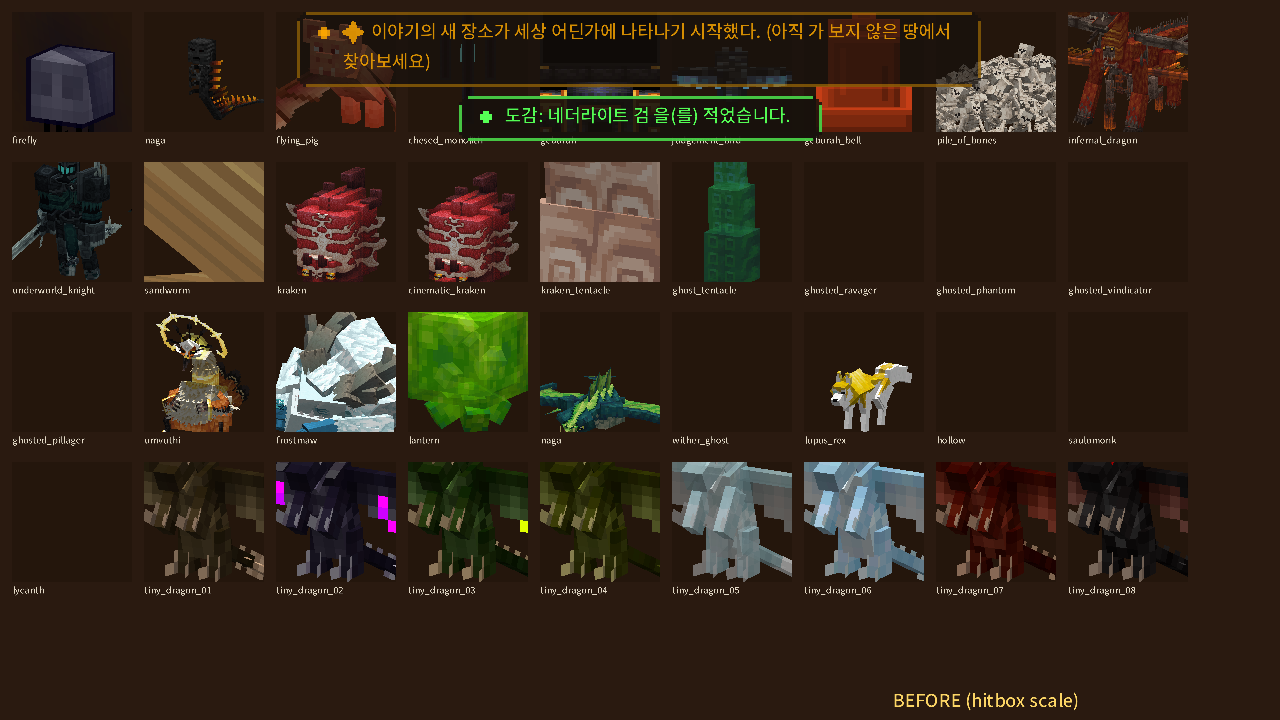 이야기의 새 장소가 세상 어딘가에 나타나기 시작했다. (아직 가 보지 않은 땅에서
찾아보세요)
도감: 네더라이트 검 을(를) 적었습니다.
firefly naga flying_pig chesed_monolith geburah judgement_bird geburah_bell pile_of_bones infernal_dragon
underworld_knight sandworm kraken cinematic_kraken kraken_tentacle ghost_tentacle ghosted_ravager ghosted_phantom ghosted_vindicator
ghosted_pillager umvuthi frostmaw lantern naga wither_ghost lupus_rex hollow saulomonk
lycanth tiny_dragon_01 tiny_dragon_02 tiny_dragon_03 tiny_dragon_04 tiny_dragon_05 tiny_dragon_06 tiny_dragon_07 tiny_dragon_08
BEFORE (hitbox scale)